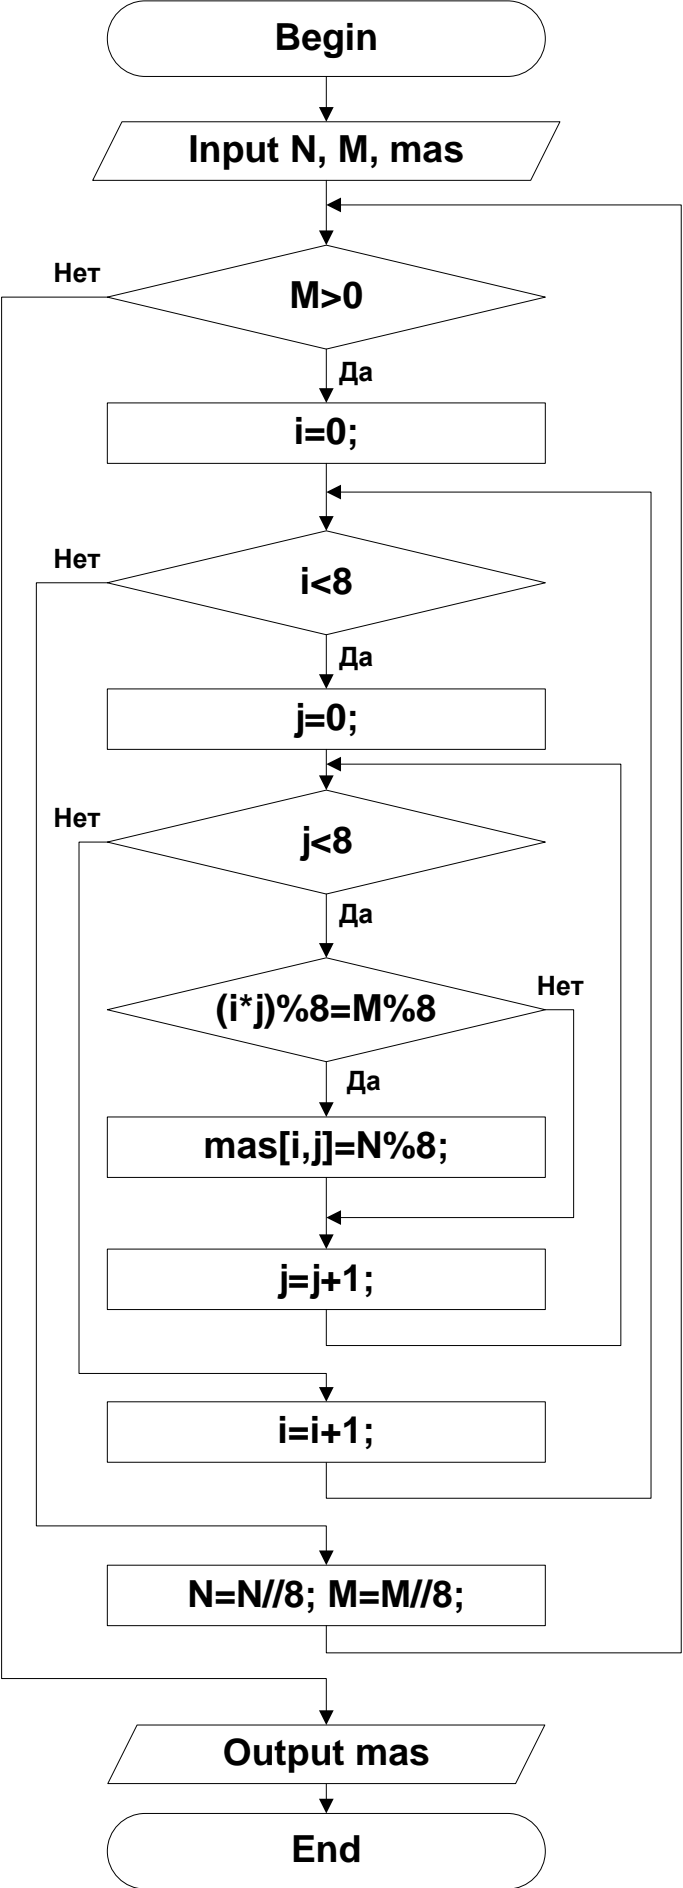 Begin
Input N, M, mas
Нет
M>0
Да
i=0;
Нет
i<8
Да
j=0;
Нет
j<8
Да
(i*j)%8=M%8
Нет
Да
mas[i,j]=N%8;
j=j+1;
i=i+1;
N=N//8; M=M//8;
Output mas
End